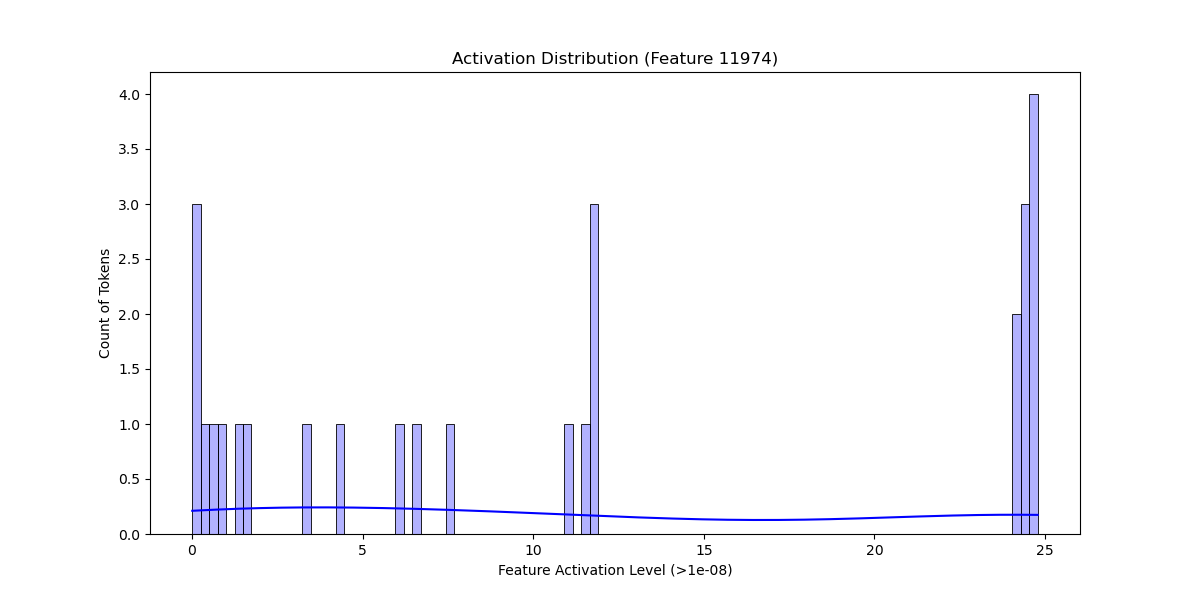 Activation Distribution (Feature 11974)
4.0
3.5
3.0
2.5
2.0
1.5
1.0
0.5
0.0
Count of Tokens
0 5 10 15 20 25
Feature Activation Level (>1e-08)